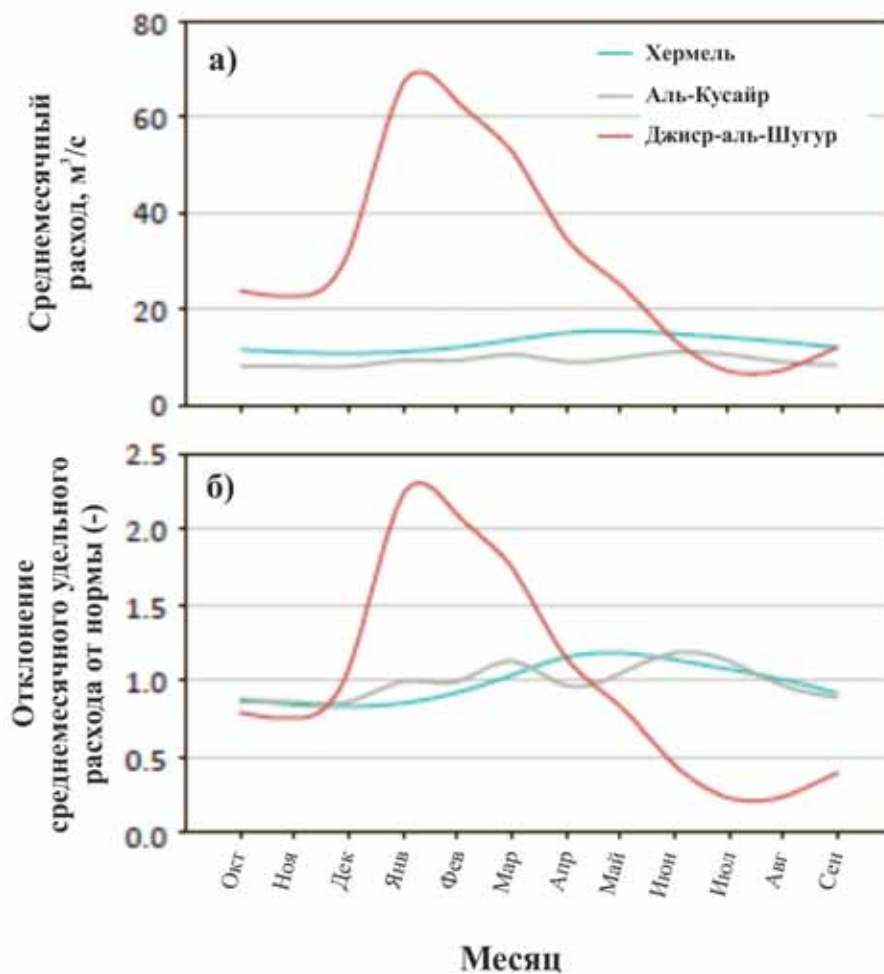 80
60
40
20
0
а)
Хермель
Аль-Кусайр
Джиср-аль-Шугур
Среднемесячный
расход, м³/с
2.5
2.0
1.5
1.0
0.5
0.0
б)
Отклонение
среднемесячного удельного
расхода от нормы (-)
Окт
Ноя
Дек
Янв
Фев
Мар
Апр
Май
Июн
Июл
Авг
Сен
Месяц